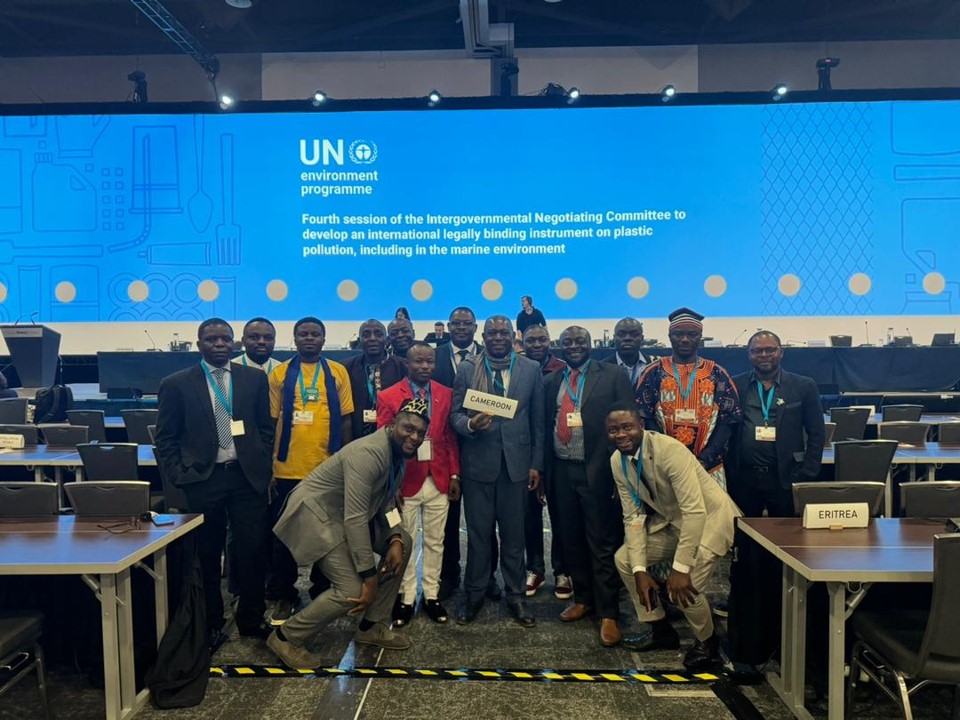 UN
environment
programme
Fourth session of the Intergovernmental Negotiating Committee to
develop an international legally binding instrument on plastic
pollution, including in the marine environment
CAMEROON
ERITREA